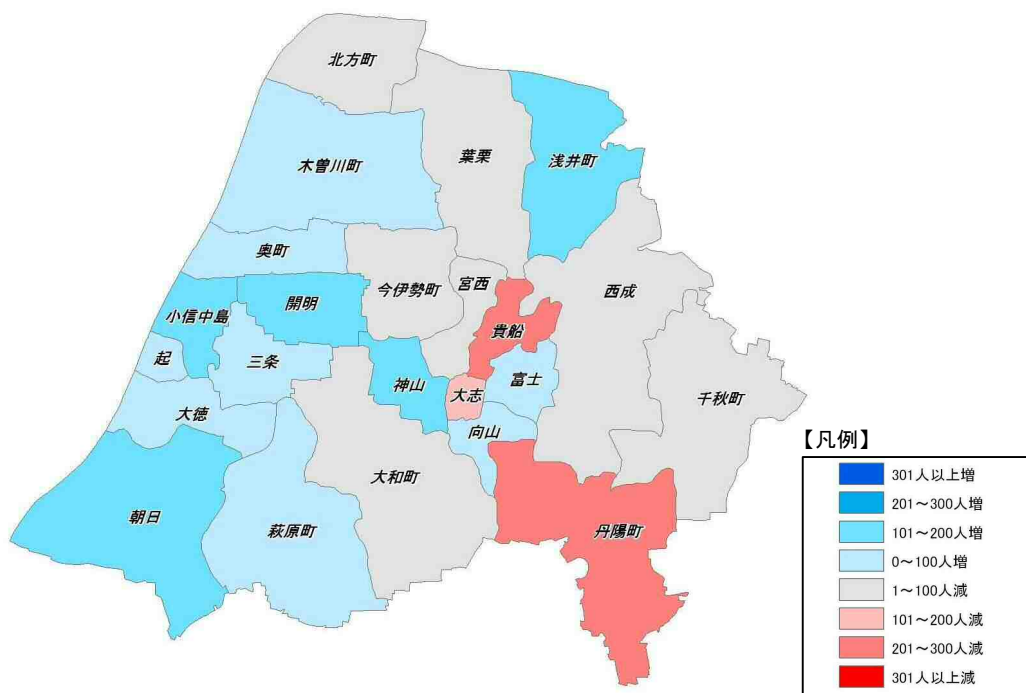 北方町
木曽川町
葉栗
浅井町
奥町
今伊勢町
宮西
西成
小信中島
開明
貴船
起
三条
神山
大志
富士
千秋町
大徳
向山
朝日
萩原町
大和町
丹陽町
【凡例】
301人以上増
201～300人増
101～200人増
0～100人増
1～100人減
101～200人減
201～300人減
301人以上減